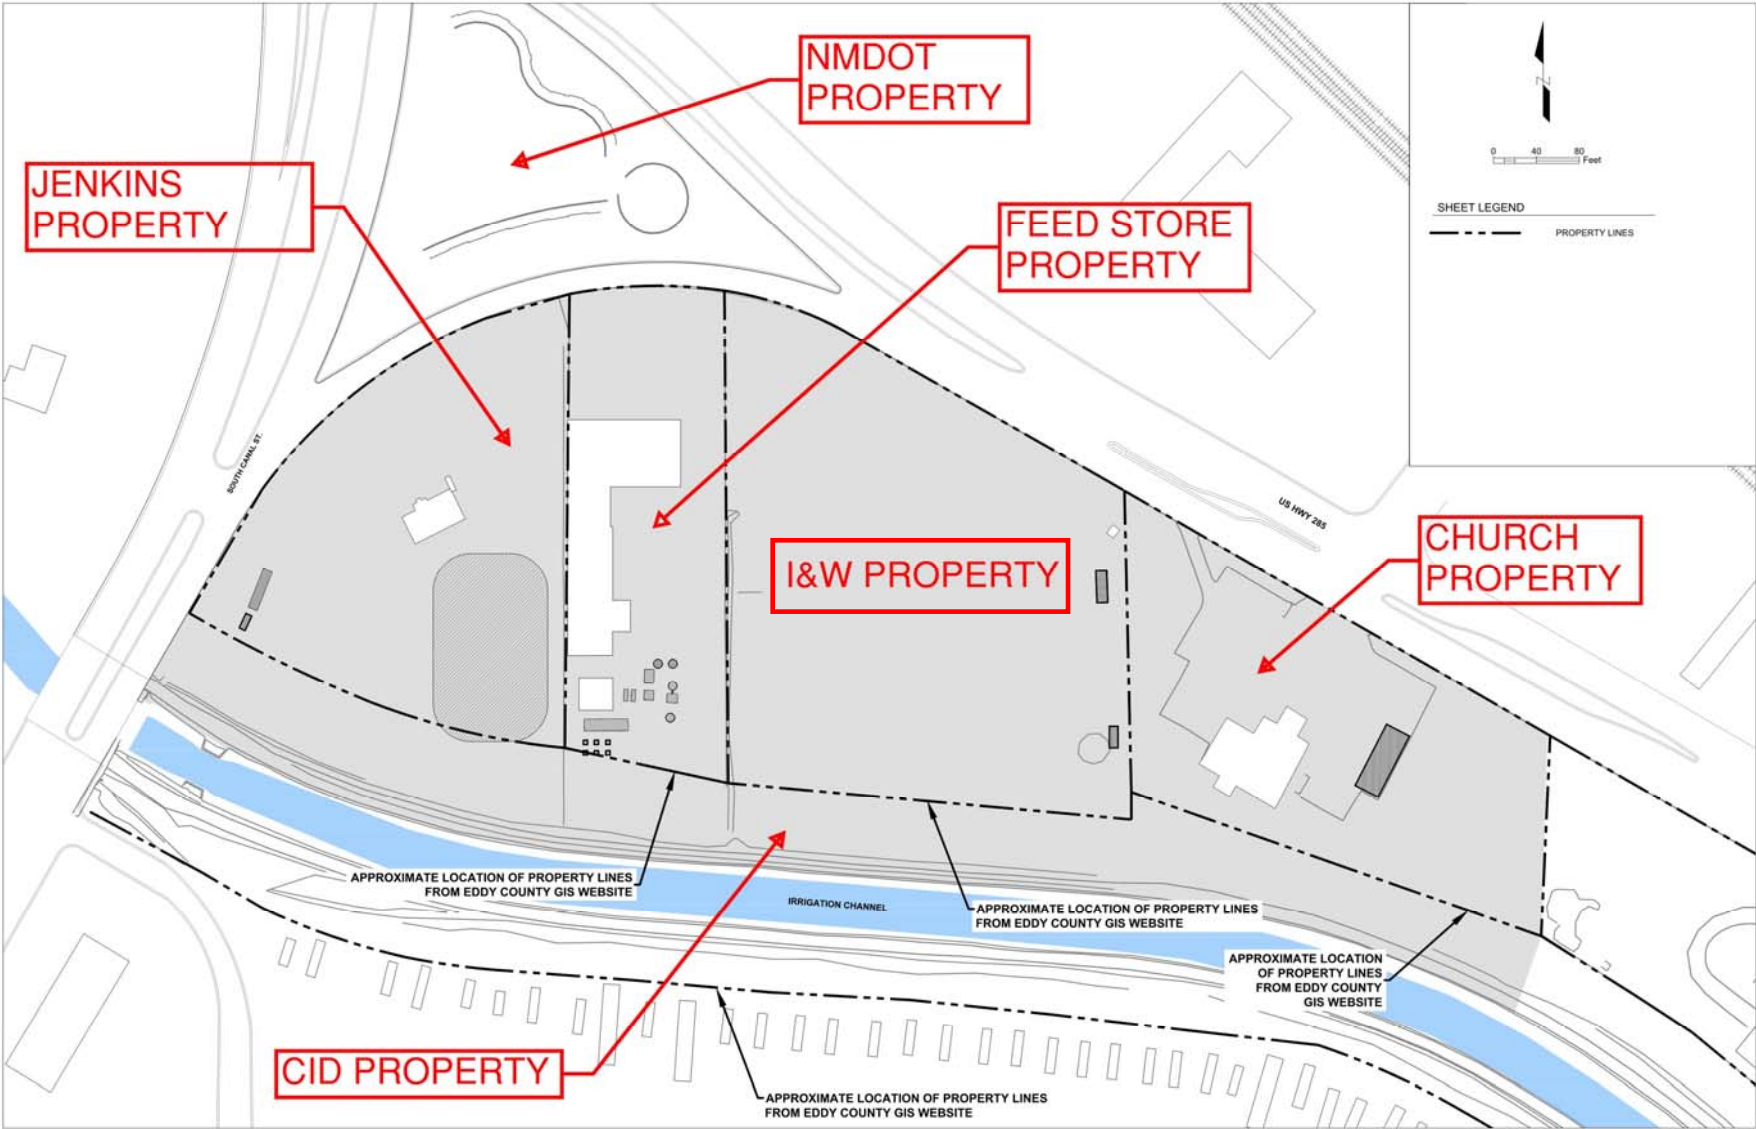 NMDOT
PROPERTY
JENKINS
PROPERTY
FEED STORE
PROPERTY
N
0 40 80
Feet
SHEET LEGEND
PROPERTY LINES
SOUTH CANAL ST.
US HWY 285
I&W PROPERTY
CHURCH
PROPERTY
APPROXIMATE LOCATION OF PROPERTY LINES
FROM EDDY COUNTY GIS WEBSITE
IRRIGATION CHANNEL
APPROXIMATE LOCATION OF PROPERTY LINES
FROM EDDY COUNTY GIS WEBSITE
APPROXIMATE LOCATION
OF PROPERTY LINES
FROM EDDY COUNTY
GIS WEBSITE
CID PROPERTY
APPROXIMATE LOCATION OF PROPERTY LINES
FROM EDDY COUNTY GIS WEBSITE